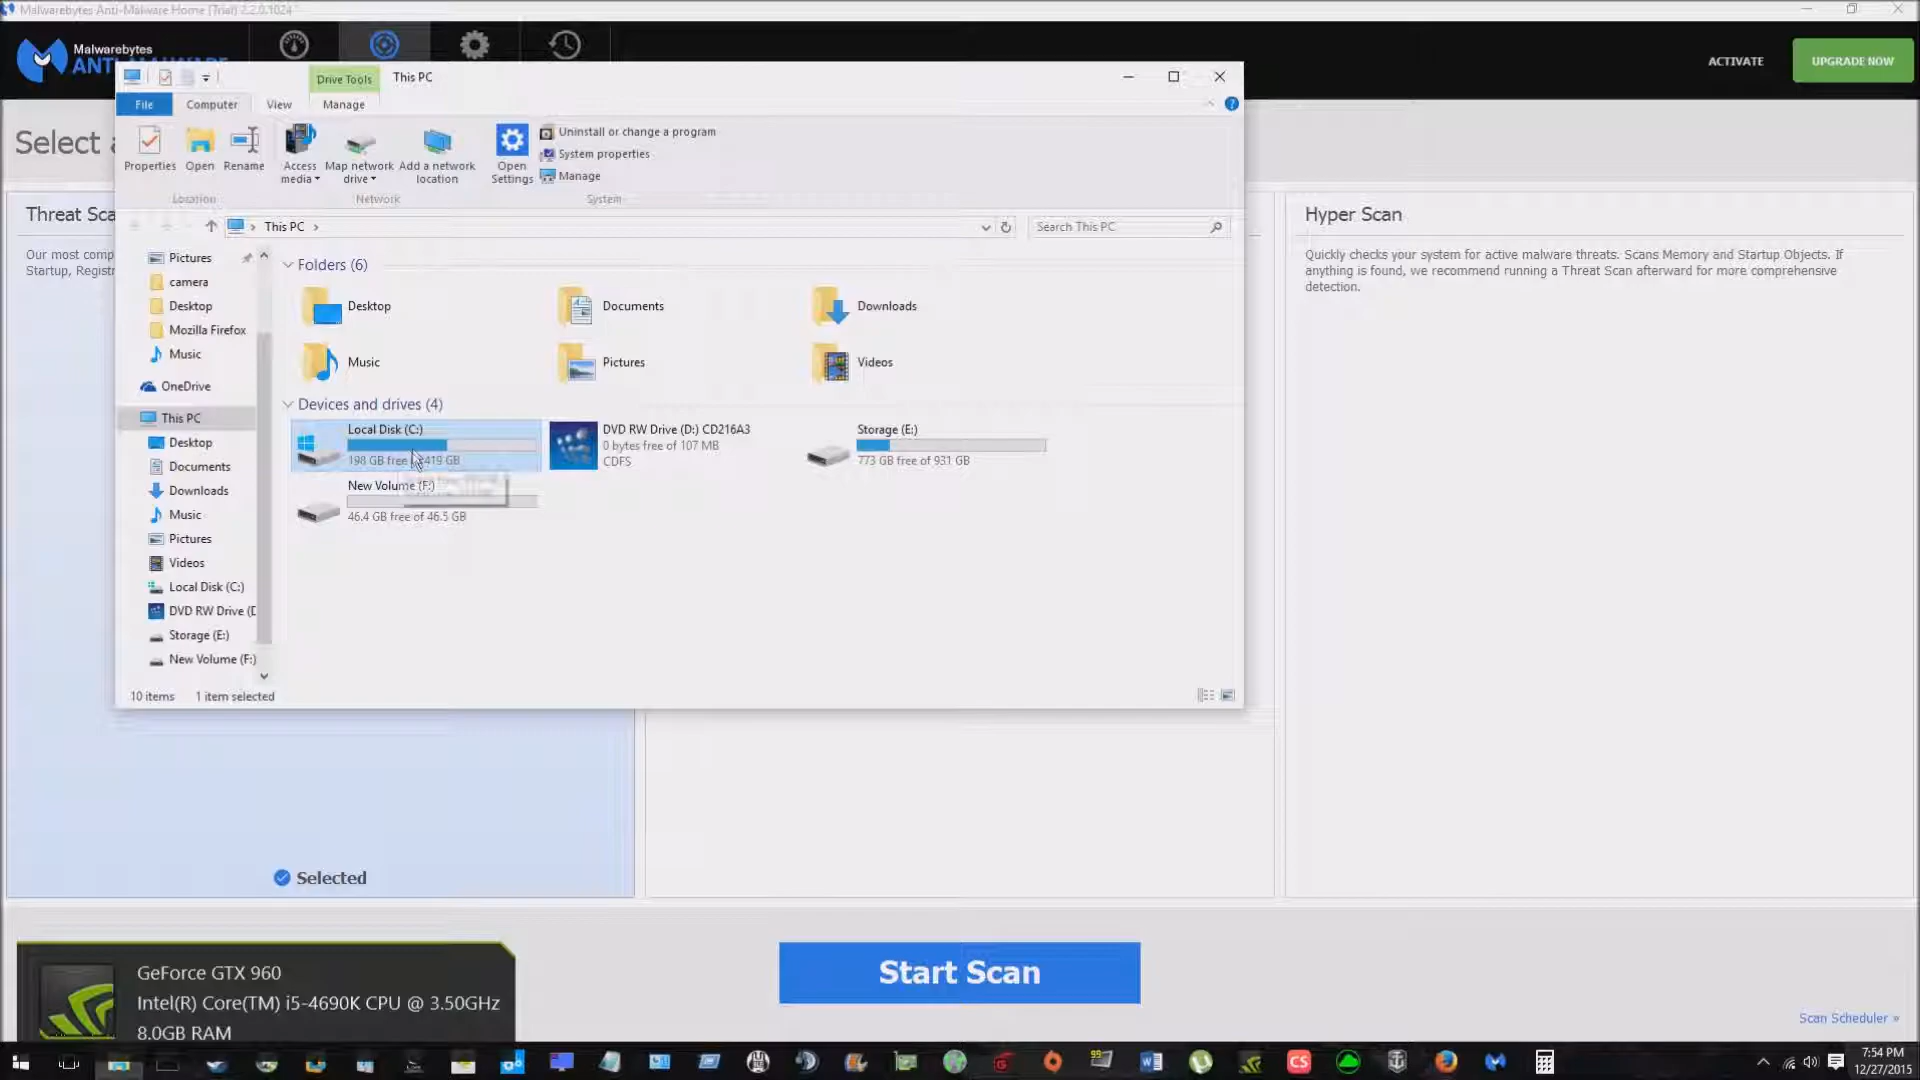 Malwarebytes Anti-Malware Home (Trial) 2.2.0.1024
Malwarebytes
ACTIVATE
UPGRADE NOW
Drive Tools
This PC
File
Computer
View
Manage
Properties
Open
Rename
Access media
Map network drive
Add a network location
Open Settings
Uninstall or change a program
System properties
Manage
Location
Network
System
This PC
Search This PC
Select
Threat Sca
Our most comp
Startup, Registr
Hyper Scan
Quickly checks your system for active malware threats. Scans Memory and Startup Objects. If
anything is found, we recommend running a Threat Scan afterward for more comprehensive
detection.
Pictures
camera
Desktop
Mozilla Firefox
Music
OneDrive
This PC
Desktop
Documents
Downloads
Music
Pictures
Videos
Local Disk (C:)
DVD RW Drive (D
Storage (E:)
New Volume (F:)
Folders (6)
Desktop
Documents
Downloads
Music
Pictures
Videos
Devices and drives (4)
Local Disk (C:)
198 GB free 419 GB
DVD RW Drive (D:) CD216A3
0 bytes free of 107 MB
CDFS
Storage (E:)
773 GB free of 931 GB
New Volume (F:)
46.4 GB free of 46.5 GB
10 items
1 item selected
Selected
Start Scan
Scan Scheduler »
GeForce GTX 960
Intel(R) Core(TM) i5-4690K CPU @ 3.50GHz
8.0GB RAM
99
CS
7:54 PM
12/27/2015